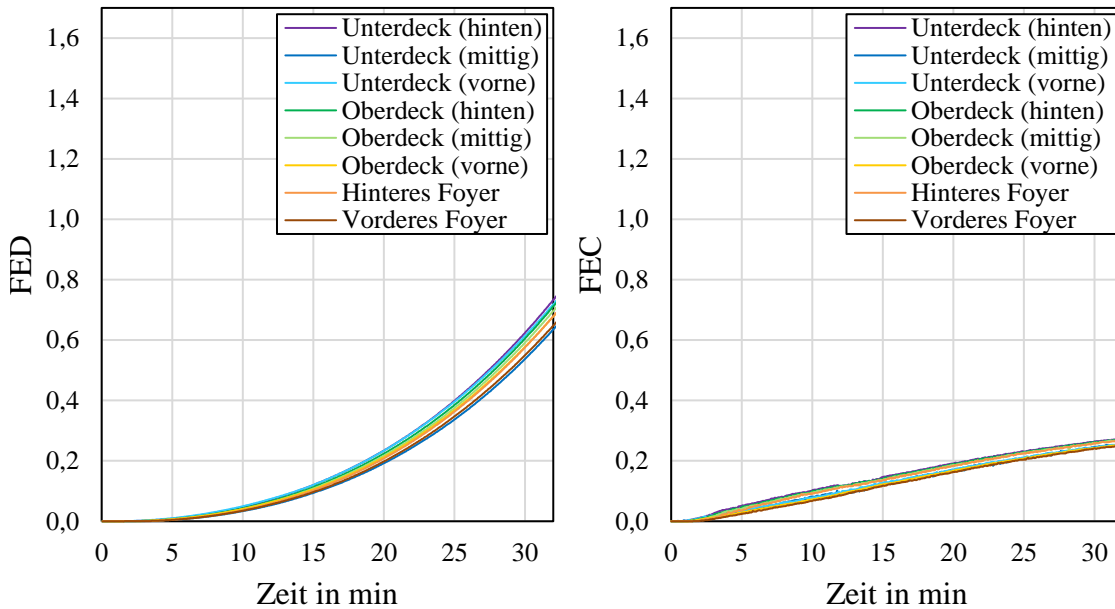 1,6
1,4
1,2
1,0
0,8
0,6
0,4
0,2
0,0
FED
0 5 10 15 20 25 30
Zeit in min
Unterdeck (hinten)
Unterdeck (mittig)
Unterdeck (vorne)
Oberdeck (hinten)
Oberdeck (mittig)
Oberdeck (vorne)
Hinteres Foyer
Vorderes Foyer
1,6
1,4
1,2
1,0
0,8
0,6
0,4
0,2
0,0
FEC
0 5 10 15 20 25 30
Zeit in min
Unterdeck (hinten)
Unterdeck (mittig)
Unterdeck (vorne)
Oberdeck (hinten)
Oberdeck (mittig)
Oberdeck (vorne)
Hinteres Foyer
Vorderes Foyer